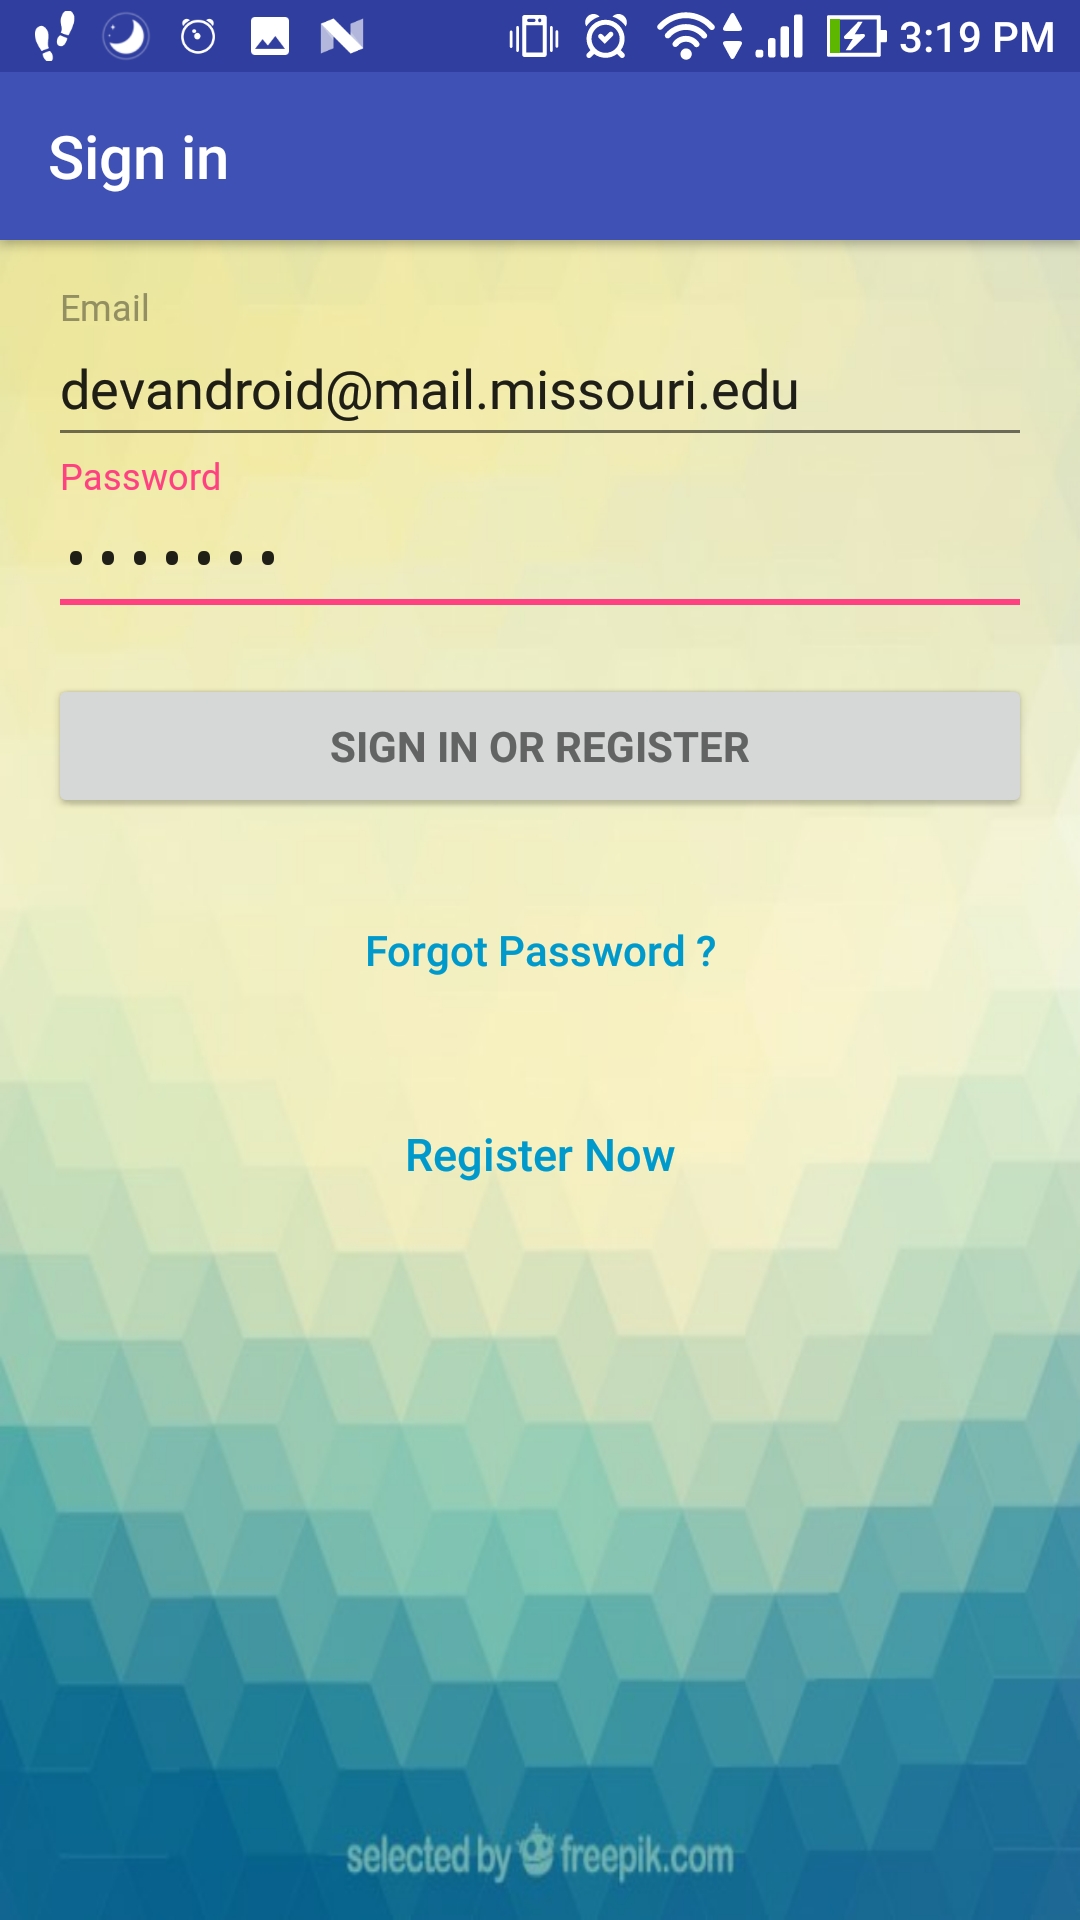 3:19 PM
Sign in
Email
devandroid@mail.missouri.edu
Password
•••••••
SIGN IN OR REGISTER
Forgot Password ?
Register Now
selected by freepik.com